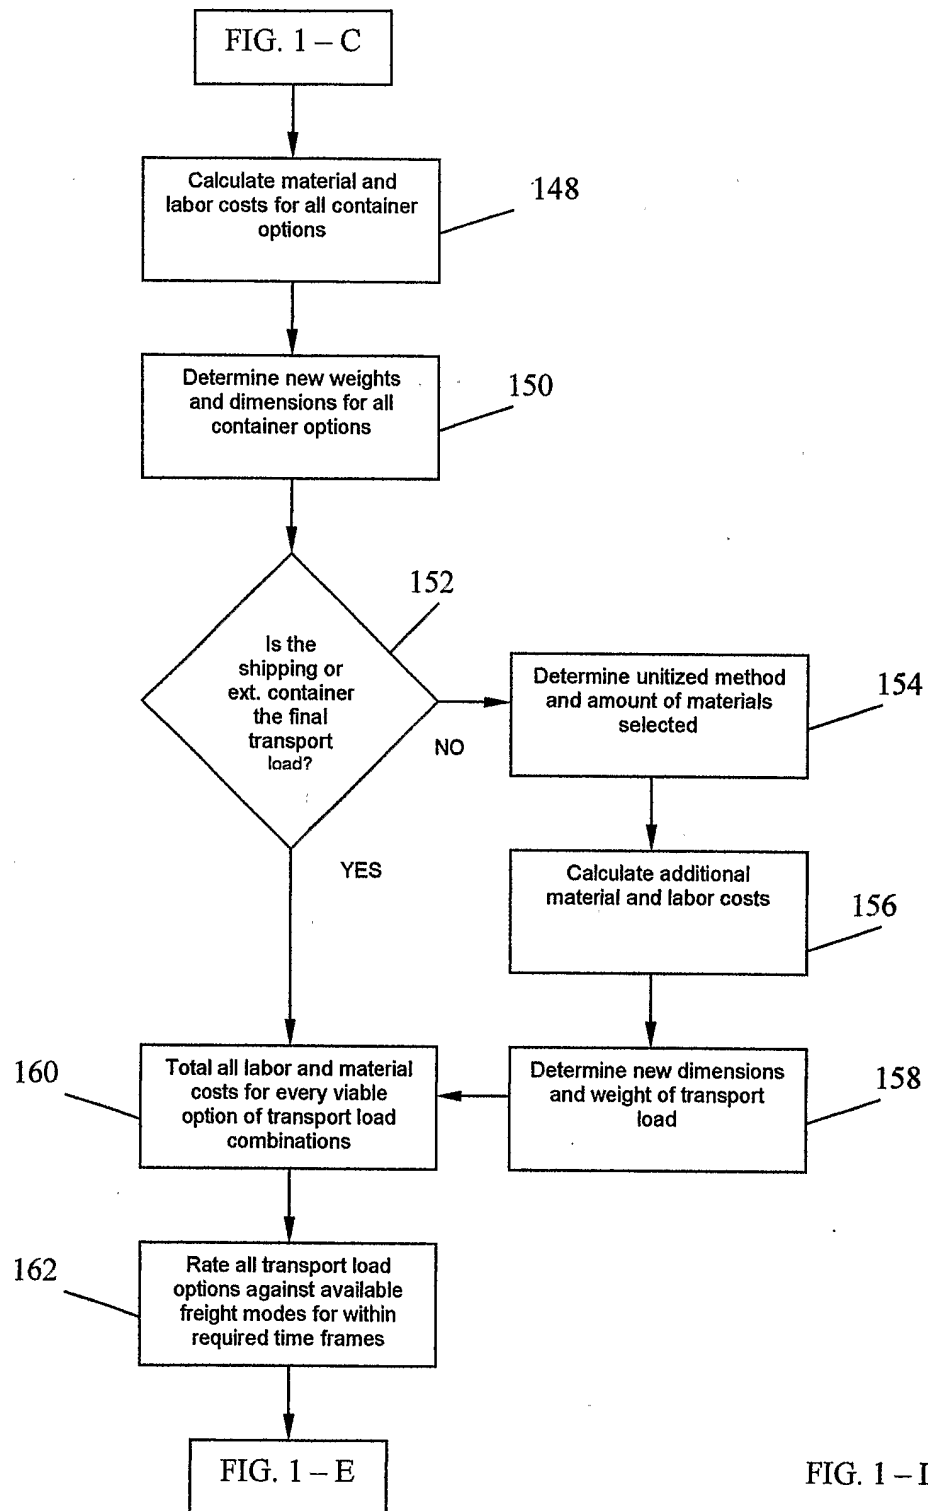 FIG. 1 – C
Calculate material and
labor costs for all container
options
148
Determine new weights
and dimensions for all
container options
150
152
Is the
shipping or
ext. container
the final
transport
load?
NO
YES
Determine unitized method
and amount of materials
selected
154
Calculate additional
material and labor costs
156
Determine new dimensions
and weight of transport
load
158
160
Total all labor and material
costs for every viable
option of transport load
combinations
162
Rate all transport load
options against available
freight modes for within
required time frames
FIG. 1 – E
FIG. 1 –